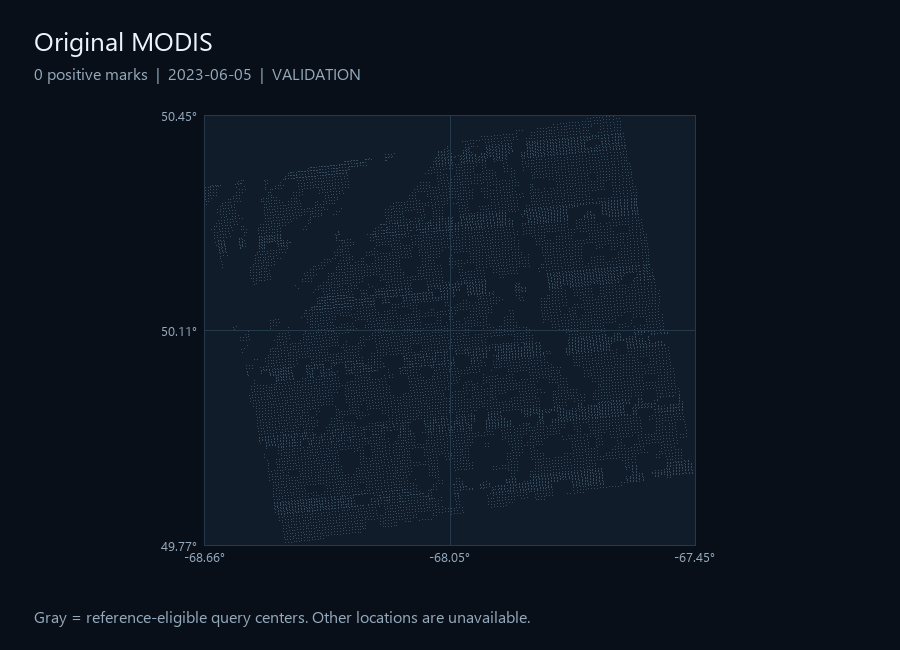 Original MODIS
0 positive marks | 2023-06-05 | VALIDATION
50.45°
50.11°
49.77°
-68.66°
-68.05°
-67.45°
Gray = reference-eligible query centers. Other locations are unavailable.